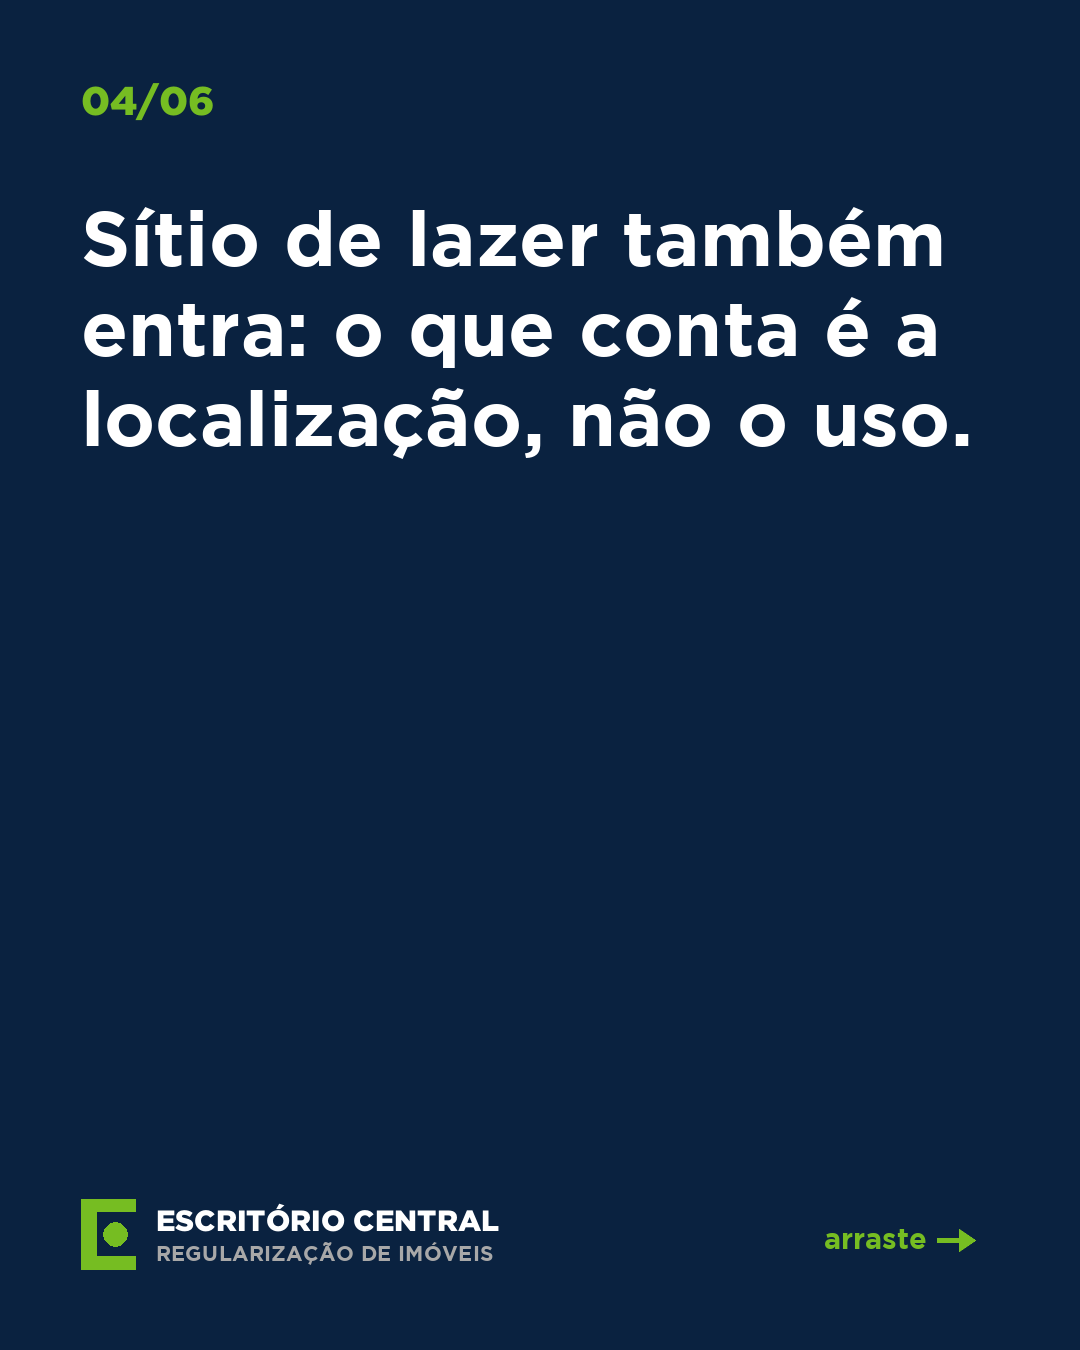 04/06
Sítio de lazer também
entra: o que conta é a
localização, não o uso.
ESCRITÓRIO CENTRAL
REGULARIZAÇÃO DE IMÓVEIS
arraste